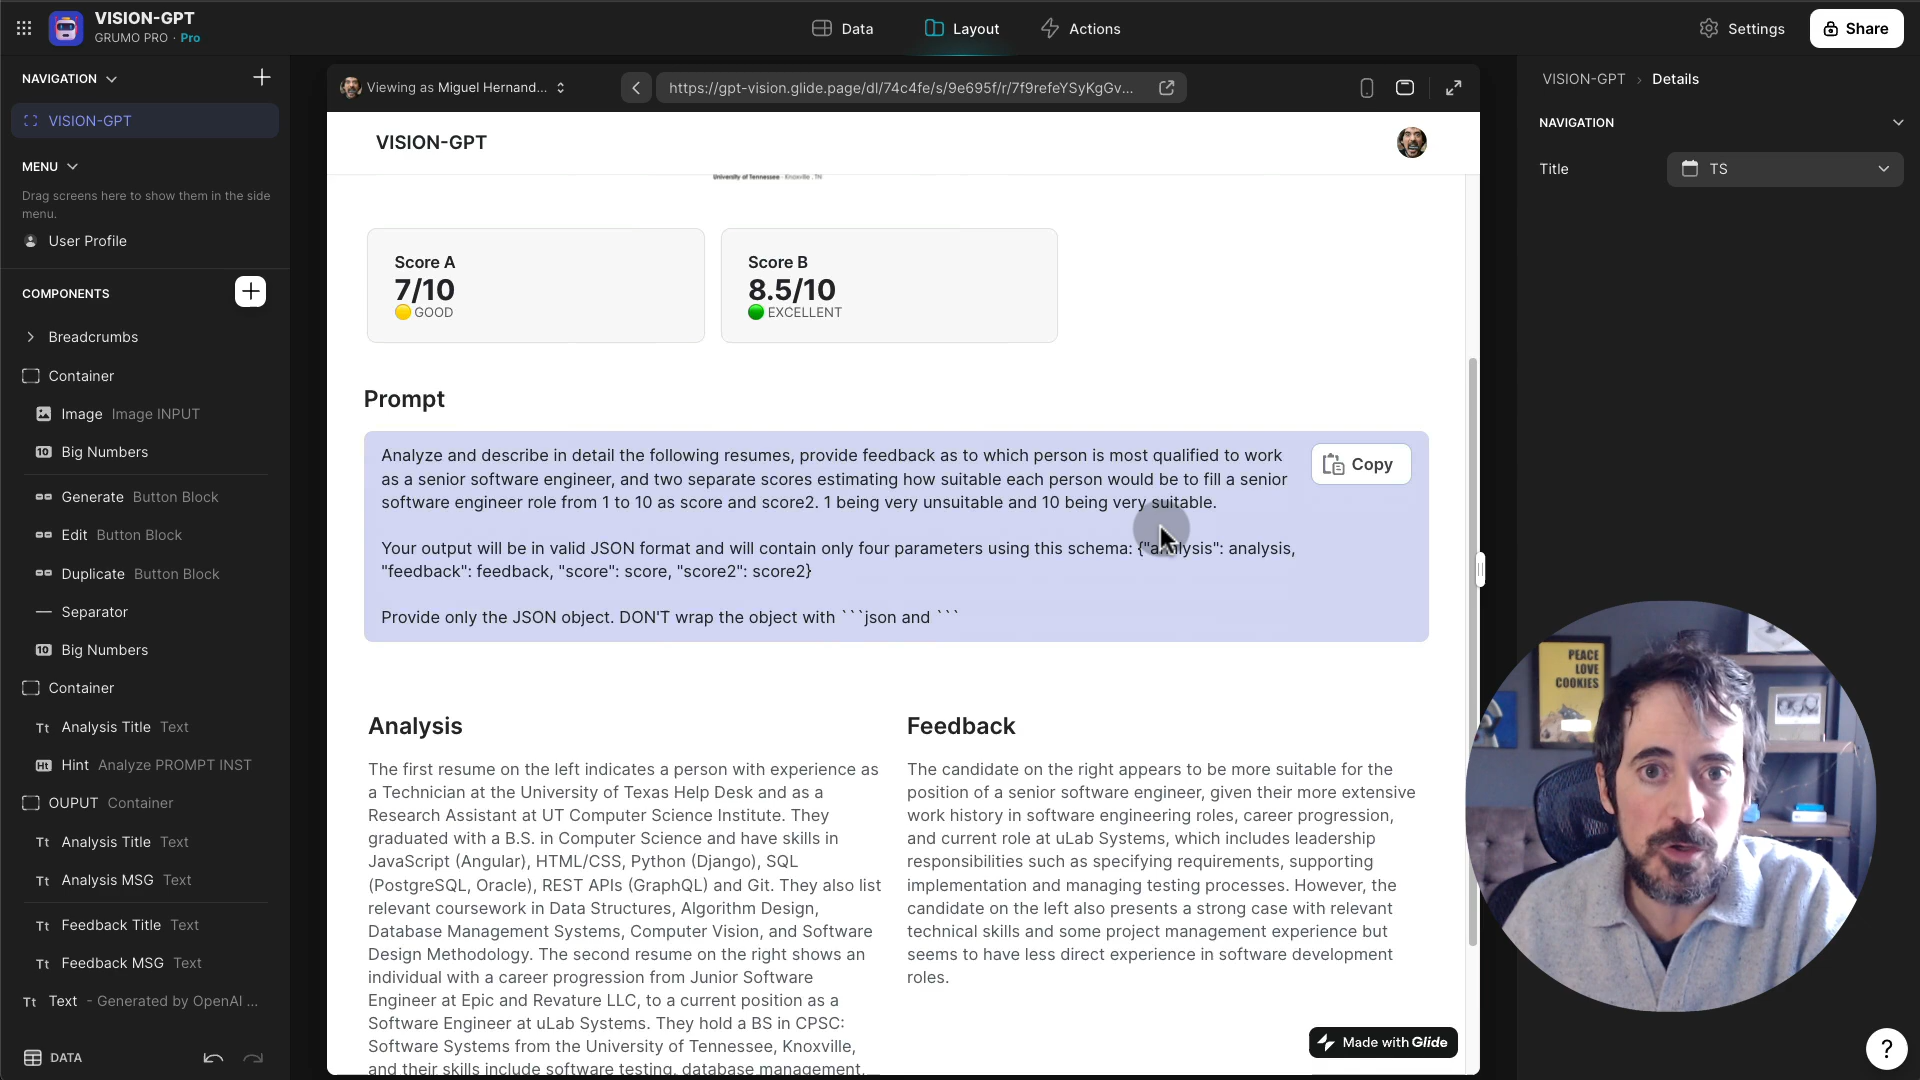 VISION-GPT
GRUMO PRO · Pro
Data
Layout
Actions
Settings
Share
NAVIGATION
VISION-GPT
MENU
Drag screens here to show them in the side
menu.
User Profile
COMPONENTS
Breadcrumbs
Container
Image Image INPUT
Big Numbers
Generate Button Block
Edit Button Block
Duplicate Button Block
Separator
Big Numbers
Container
Analysis Title Text
Hint Analyze PROMPT INST
OUPUT Container
Analysis Title Text
Analysis MSG Text
Feedback Title Text
Feedback MSG Text
Text - Generated by OpenAI ...
DATA
Viewing as Miguel Hernand...
https://gpt-vision.glide.page/dl/74c4fe/s/9e695f/r/7f9refeYSyKgGv...
VISION-GPT
University of Tennessee - Knoxville , TN
Score A
7/10
GOOD
Score B
8.5/10
EXCELLENT
Prompt
Analyze and describe in detail the following resumes, provide feedback as to which person is most qualified to work
as a senior software engineer, and two separate scores estimating how suitable each person would be to fill a senior
software engineer role from 1 to 10 as score and score2. 1 being very unsuitable and 10 being very suitable.
Your output will be in valid JSON format and will contain only four parameters using this schema: {"analysis": analysis,
"feedback": feedback, "score": score, "score2": score2}
Provide only the JSON object. DON'T wrap the object with ```json and ```
Copy
Analysis
The first resume on the left indicates a person with experience as
a Technician at the University of Texas Help Desk and as a
Research Assistant at UT Computer Science Institute. They
graduated with a B.S. in Computer Science and have skills in
JavaScript (Angular), HTML/CSS, Python (Django), SQL
(PostgreSQL, Oracle), REST APIs (GraphQL) and Git. They also list
relevant coursework in Data Structures, Algorithm Design,
Database Management Systems, Computer Vision, and Software
Design Methodology. The second resume on the right shows an
individual with a career progression from Junior Software
Engineer at Epic and Revature LLC, to a current position as a
Software Engineer at uLab Systems. They hold a BS in CPSC:
Software Systems from the University of Tennessee, Knoxville,
and their skills include software testing, database management,
Feedback
The candidate on the right appears to be more suitable for the
position of a senior software engineer, given their more extensive
work history in software engineering roles, career progression,
and current role at uLab Systems, which includes leadership
responsibilities such as specifying requirements, supporting
implementation and managing testing processes. However, the
candidate on the left also presents a strong case with relevant
technical skills and some project management experience but
seems to have less direct experience in software development
roles.
Made with Glide
VISION-GPT > Details
NAVIGATION
Title
TS
PEACE
LOVE
COOKIES
?